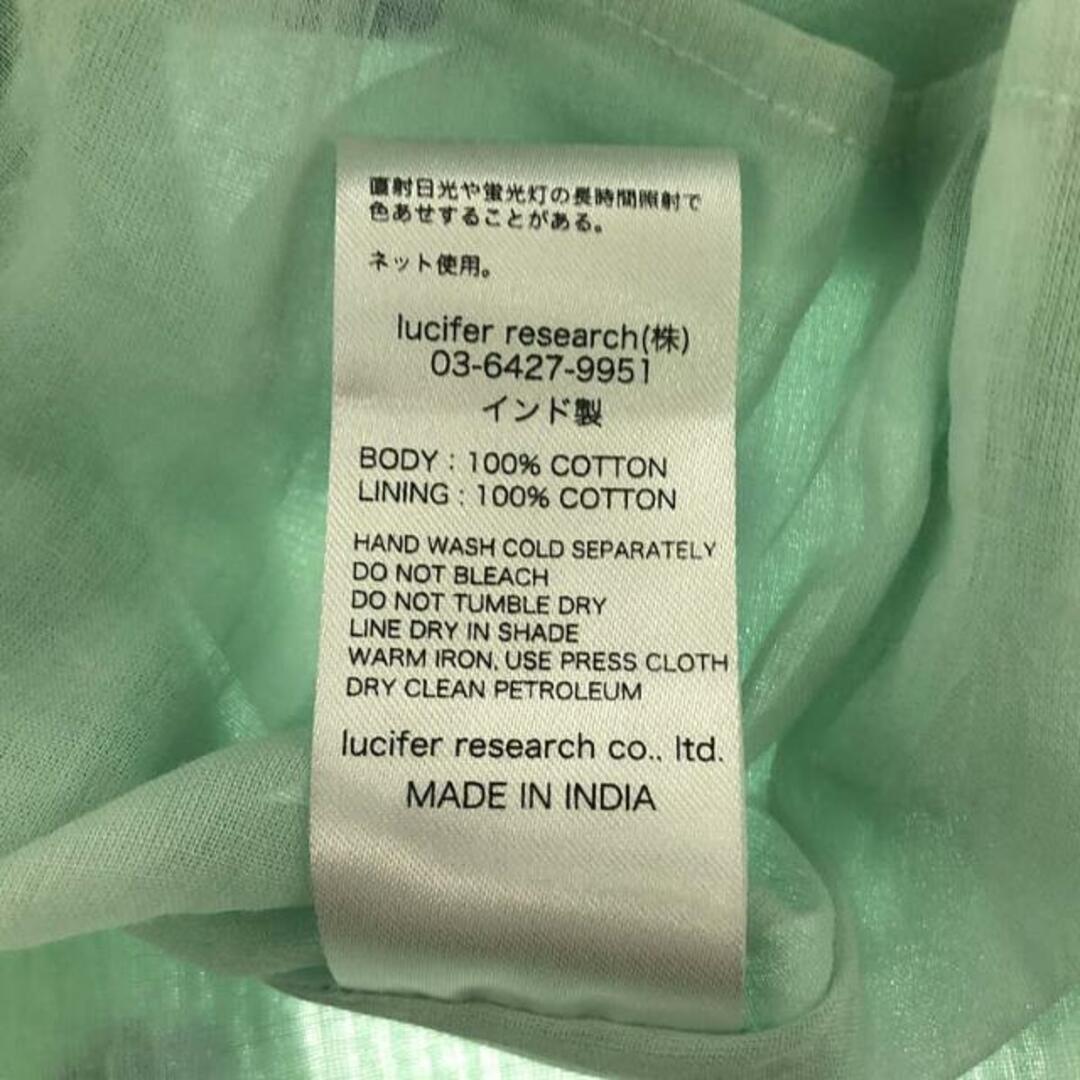 直射日光や蛍光灯の長時間照射で
色あせすることがある。
ネット使用。
lucifer research(株)
03-6427-9951
インド製
BODY : 100% COTTON
LINING : 100% COTTON
HAND WASH COLD SEPARATELY
DO NOT BLEACH
DO NOT TUMBLE DRY
LINE DRY IN SHADE
WARM IRON, USE PRESS CLOTH
DRY CLEAN PETROLEUM
lucifer research co., ltd.
MADE IN INDIA